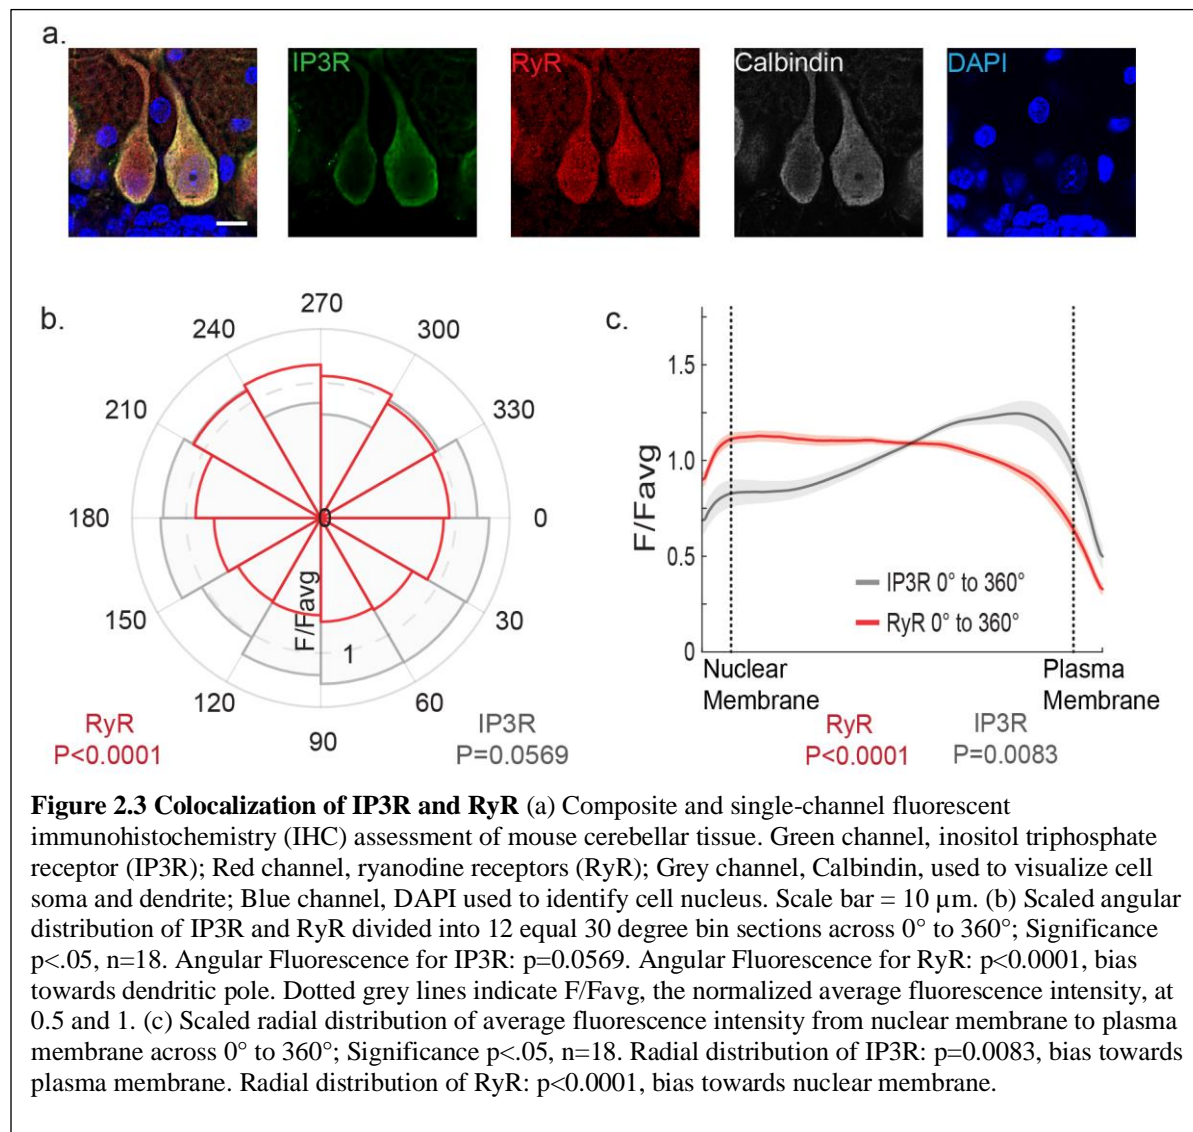 a.
IP3R
RyR
Calbindin
DAPI
b.
270
240
300
210
330
180
0
0
150
30
120
60
90
F/Favg
1
RyR
P<0.0001
IP3R
P=0.0569
c.
1.5
1.0
0.5
0
F/Favg
IP3R 0° to 360°
RyR 0° to 360°
Nuclear
Membrane
Plasma
Membrane
RyR
P<0.0001
IP3R
P=0.0083
Figure 2.3 Colocalization of IP3R and RyR (a) Composite and single-channel fluorescent
immunohistochemistry (IHC) assessment of mouse cerebellar tissue. Green channel, inositol triphosphate
receptor (IP3R); Red channel, ryanodine receptors (RyR); Grey channel, Calbindin, used to visualize cell
soma and dendrite; Blue channel, DAPI used to identify cell nucleus. Scale bar = 10 µm. (b) Scaled angular
distribution of IP3R and RyR divided into 12 equal 30 degree bin sections across 0° to 360°; Significance
p<.05, n=18. Angular Fluorescence for IP3R: p=0.0569. Angular Fluorescence for RyR: p<0.0001, bias
towards dendritic pole. Dotted grey lines indicate F/Favg, the normalized average fluorescence intensity, at
0.5 and 1. (c) Scaled radial distribution of average fluorescence intensity from nuclear membrane to plasma
membrane across 0° to 360°; Significance p<.05, n=18. Radial distribution of IP3R: p=0.0083, bias towards
plasma membrane. Radial distribution of RyR: p<0.0001, bias towards nuclear membrane.